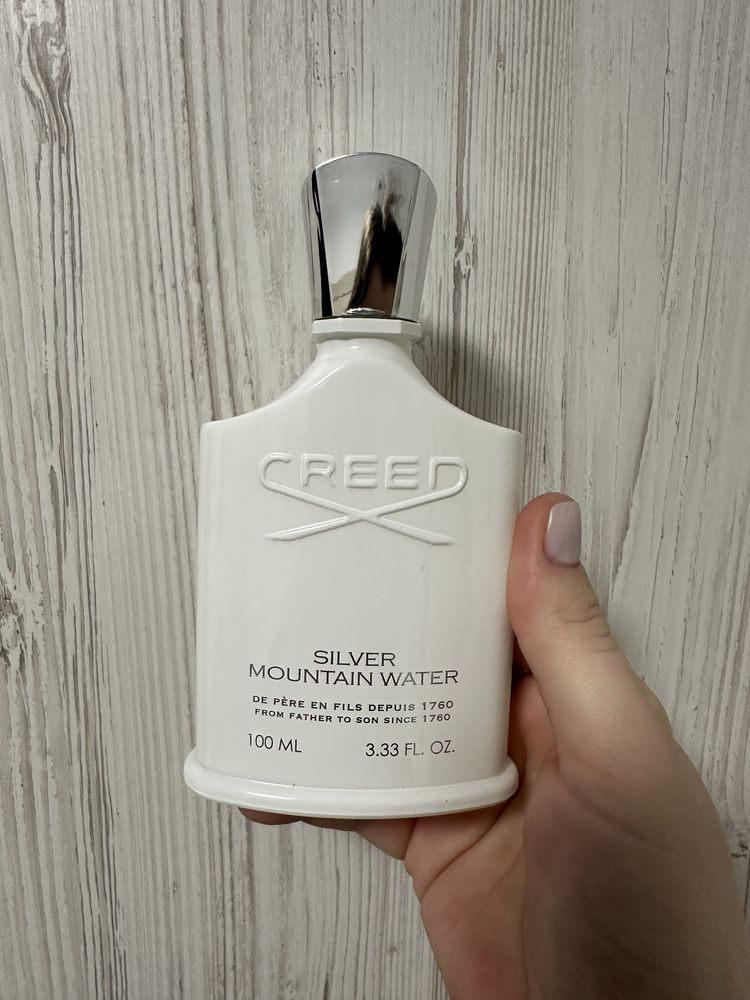 CREED
SILVER
MOUNTAIN WATER
DE PÈRE EN FILS DEPUIS 1760
FROM FATHER TO SON SINCE 1760
100 ML 3.33 FL. OZ.